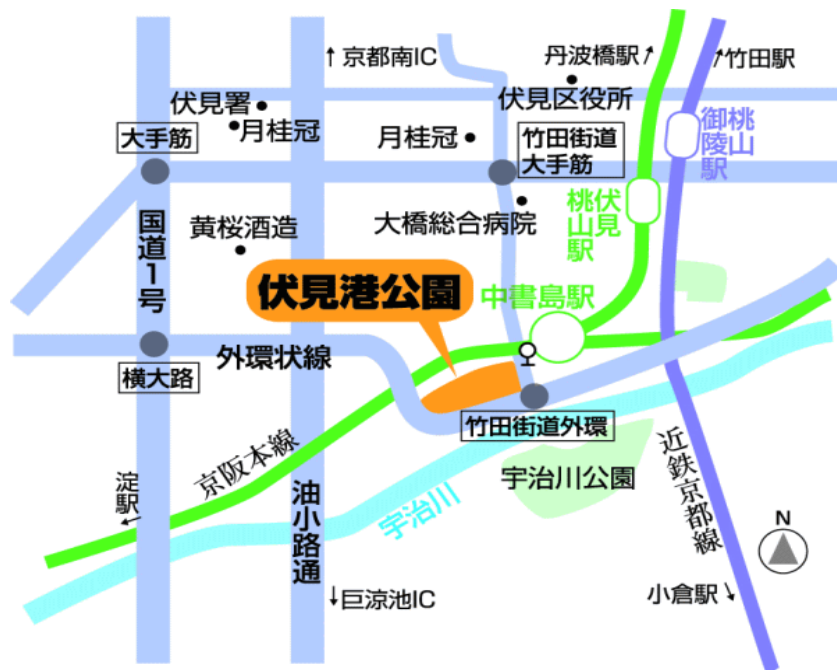 ↑京都南IC
丹波橋駅↑
↑竹田駅
伏見署
伏見区役所
大手筋
月桂冠
月桂冠
竹田街道
大手筋
桃山
御陵駅
国道1号
黄桜酒造
大橋総合病院
伏見
桃山駅
伏見港公園
中書島駅
外環状線
横大路
竹田街道外環
京阪本線
宇治川公園
近鉄京都線
淀駅
←
油小路通
宇治川
N
↓巨涼池IC
小倉駅↓